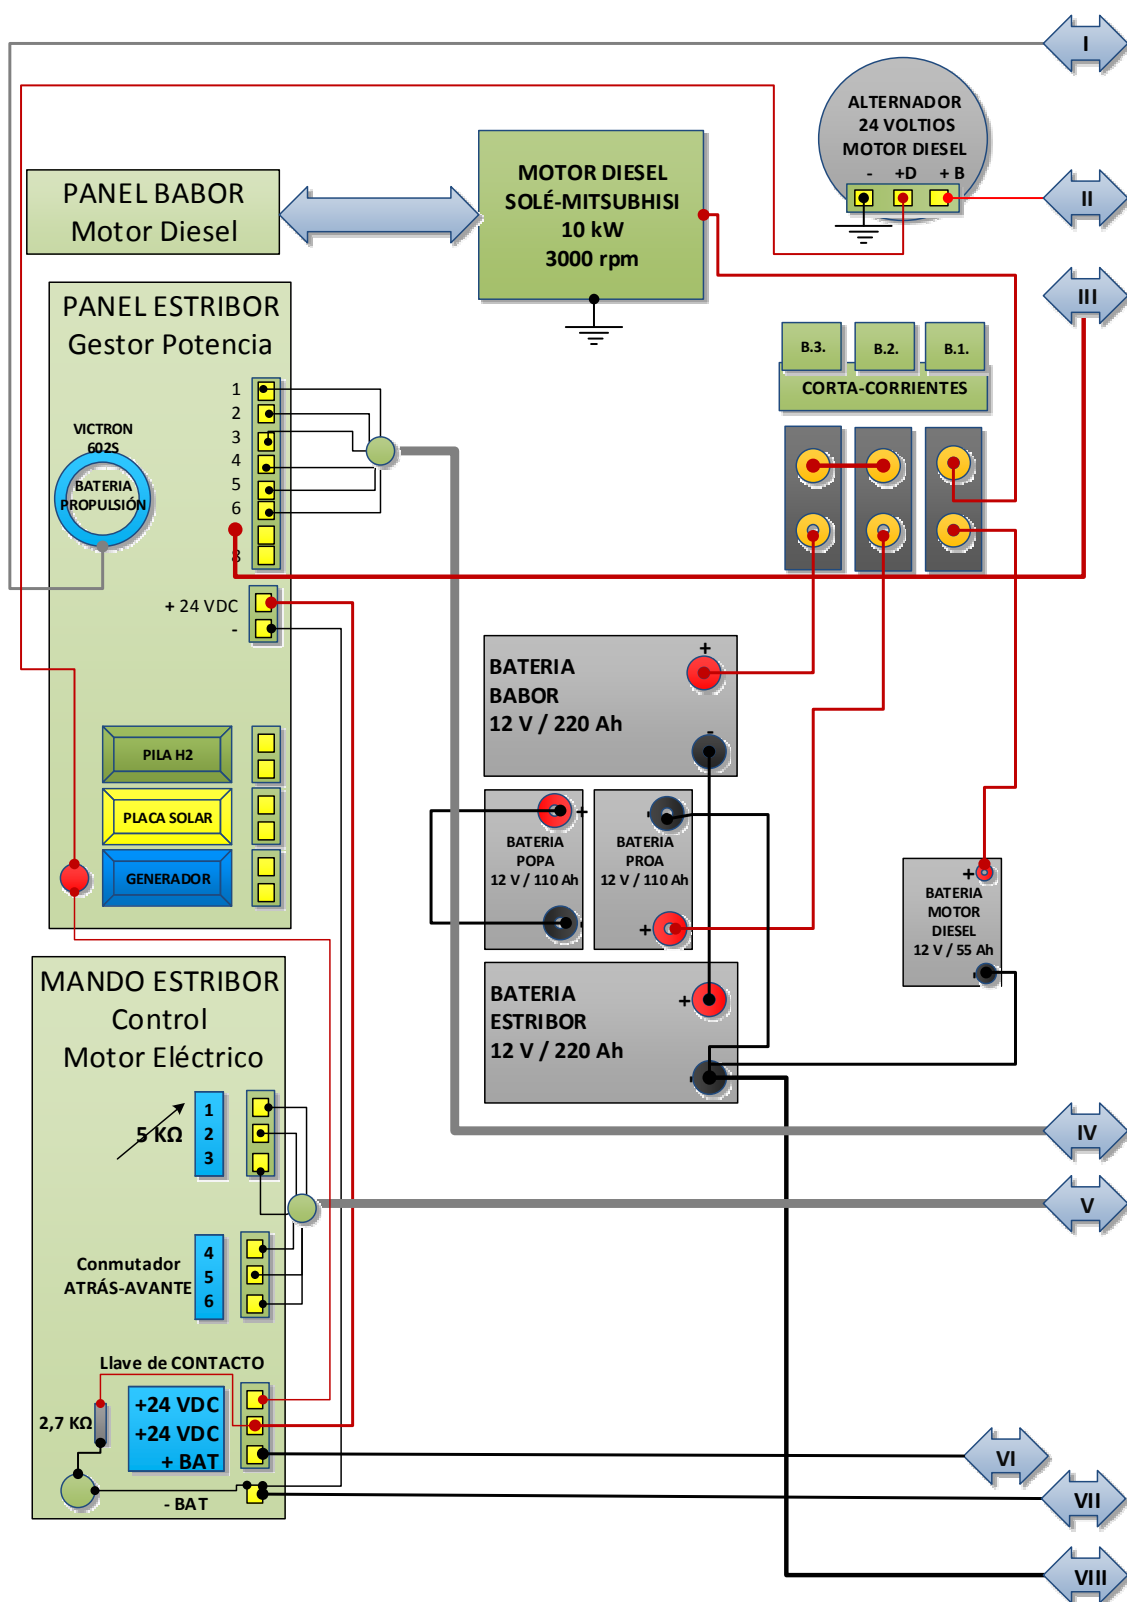 I
ALTERNADOR
24 VOLTIOS
MOTOR DIESEL
- +D + B
II
PANEL BABOR
Motor Diesel
MOTOR DIESEL
SOLÉ-MITSUBHISI
10 kW
3000 rpm
III
PANEL ESTRIBOR
Gestor Potencia
B.3. B.2. B.1.
CORTA-CORRIENTES
1
2
3
4
5
6
8
VICTRON
602S
BATERIA
PROPULSIÓN
+ 24 VDC
-
PILA H2
PLACA SOLAR
GENERADOR
BATERIA
BABOR
12 V / 220 Ah
+
-
BATERIA
POPA
12 V / 110 Ah
+
-
BATERIA
PROA
12 V / 110 Ah
-
+
BATERIA
ESTRIBOR
12 V / 220 Ah
+
-
BATERIA
MOTOR
DIESEL
12 V / 55 Ah
+
-
MANDO ESTRIBOR
Control
Motor Eléctrico
5 KΩ
1
2
3
IV
V
Conmutador
ATRÁS-AVANTE
4
5
6
Llave de CONTACTO
+24 VDC
+24 VDC
+ BAT
2,7 KΩ
- BAT
VI
VII
VIII